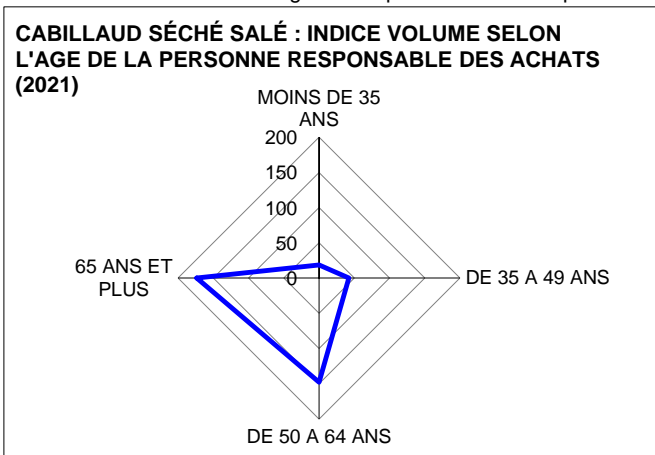 CABILLAUD SÉCHÉ SALÉ : INDICE VOLUME SELON
L'AGE DE LA PERSONNE RESPONSABLE DES ACHATS
(2021)
MOINS DE 35
ANS
200
150
100
50
0
65 ANS ET
PLUS
DE 35 A 49 ANS
DE 50 A 64 ANS